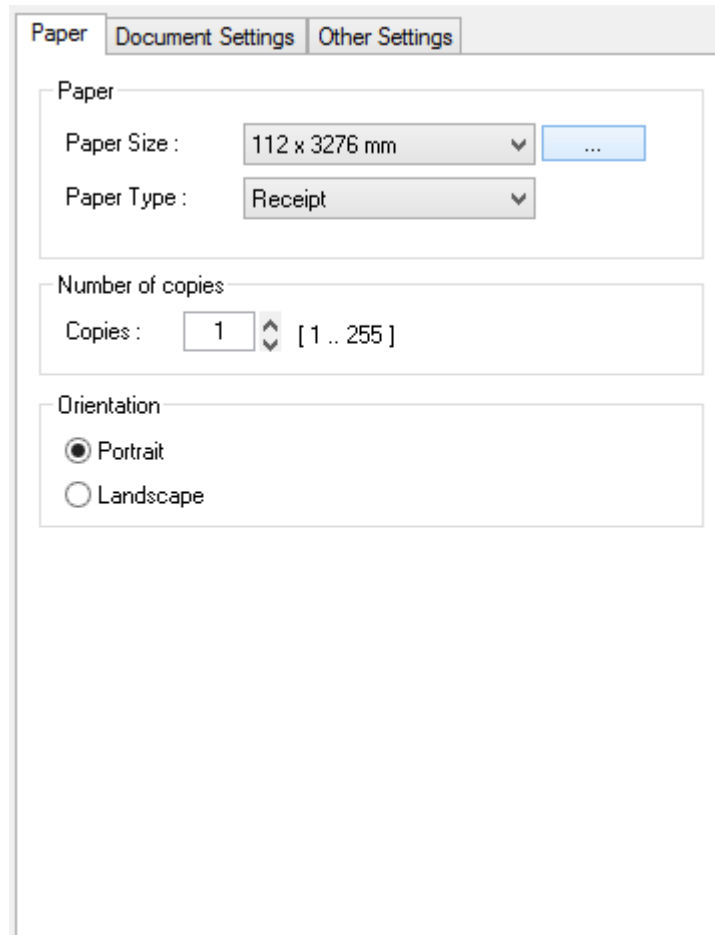 Paper Document Settings Other Settings
Paper
Paper Size : 112 x 3276 mm ...
Paper Type : Receipt
Number of copies
Copies : 1 [ 1 .. 255 ]
Orientation
Portrait
Landscape